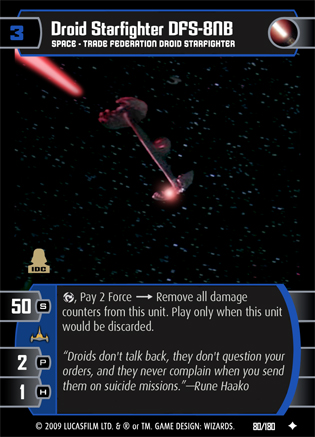 3 Droid Starfighter DFS-8NB
SPACE - TRADE FEDERATION DROID STARFIGHTER
IDC
50 S
, Pay 2 Force → Remove all damage
counters from this unit. Play only when this unit
would be discarded.
2 P
1 H
“Droids don't talk back, they don't question your
orders, and they never complain when you send
them on suicide missions.”—Rune Haako
© 2009 LUCASFILM LTD. & ® or TM. GAME DESIGN: WIZARDS. 80/180